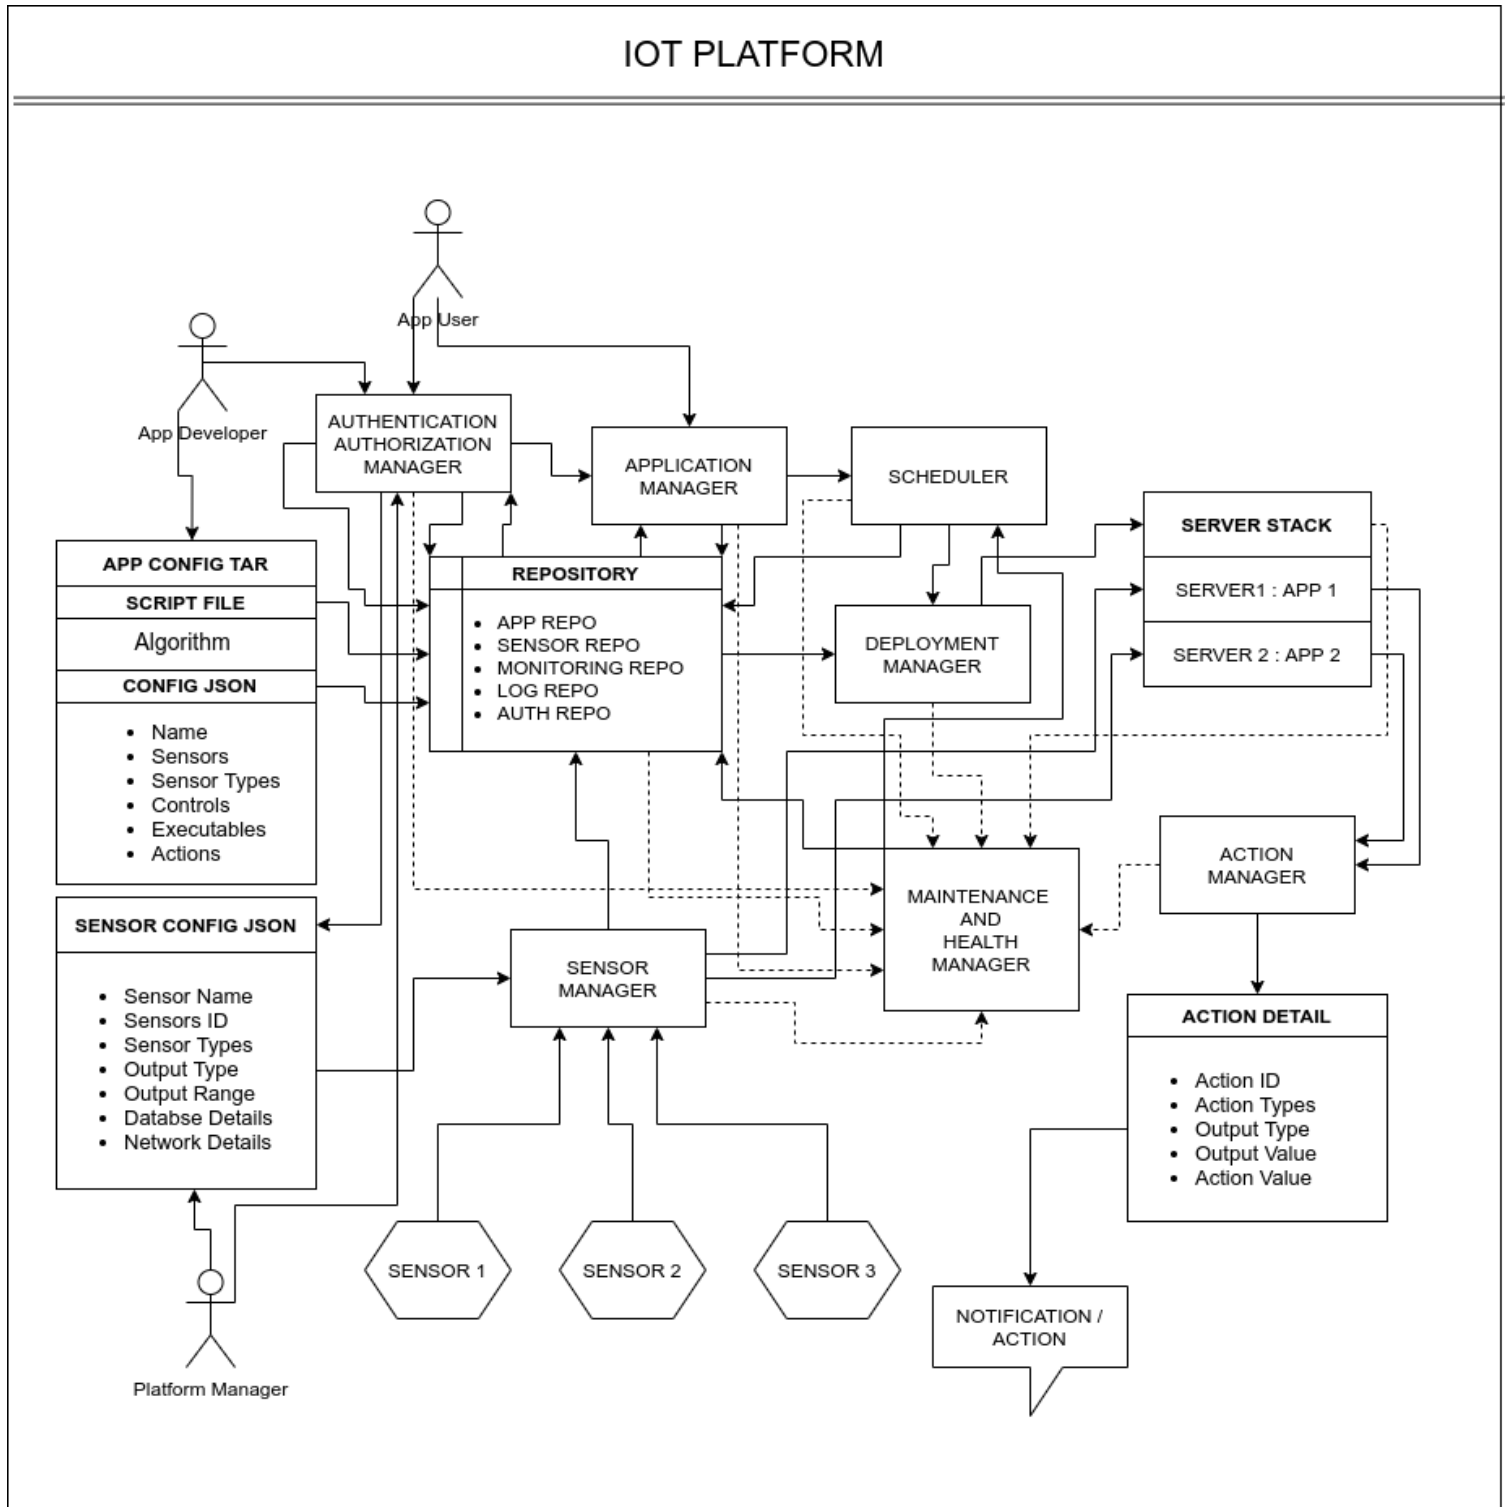 IOT PLATFORM
App User
App Developer
AUTHENTICATION
AUTHORIZATION
MANAGER
APPLICATION
MANAGER
SCHEDULER
SERVER STACK
SERVER1 : APP 1
SERVER 2 : APP 2
APP CONFIG TAR
SCRIPT FILE
Algorithm
CONFIG JSON
• Name
• Sensors
• Sensor Types
• Controls
• Executables
• Actions
REPOSITORY
• APP REPO
• SENSOR REPO
• MONITORING REPO
• LOG REPO
• AUTH REPO
DEPLOYMENT
MANAGER
ACTION
MANAGER
MAINTENANCE
AND
HEALTH
MANAGER
SENSOR CONFIG JSON
• Sensor Name
• Sensors ID
• Sensor Types
• Output Type
• Output Range
• Databse Details
• Network Details
SENSOR
MANAGER
ACTION DETAIL
• Action ID
• Action Types
• Output Type
• Output Value
• Action Value
SENSOR 1
SENSOR 2
SENSOR 3
NOTIFICATION /
ACTION
Platform Manager